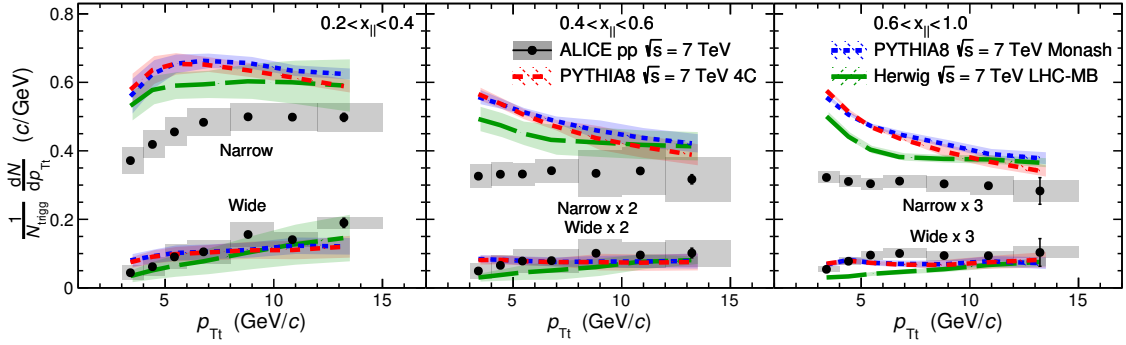 0.2<x||<0.4
0.4<x||<0.6
0.6<x||<1.0
ALICE pp √s = 7 TeV
PYTHIA8 √s = 7 TeV 4C
PYTHIA8 √s = 7 TeV Monash
Herwig √s = 7 TeV LHC-MB
1/Ntrigg dN/dpTt (c/GeV)
0.8
0.6
0.4
0.2
0
Narrow
Wide
Narrow x 2
Wide x 2
Narrow x 3
Wide x 3
5 10 15
5 10 15
5 10 15
pTt (GeV/c)
pTt (GeV/c)
pTt (GeV/c)